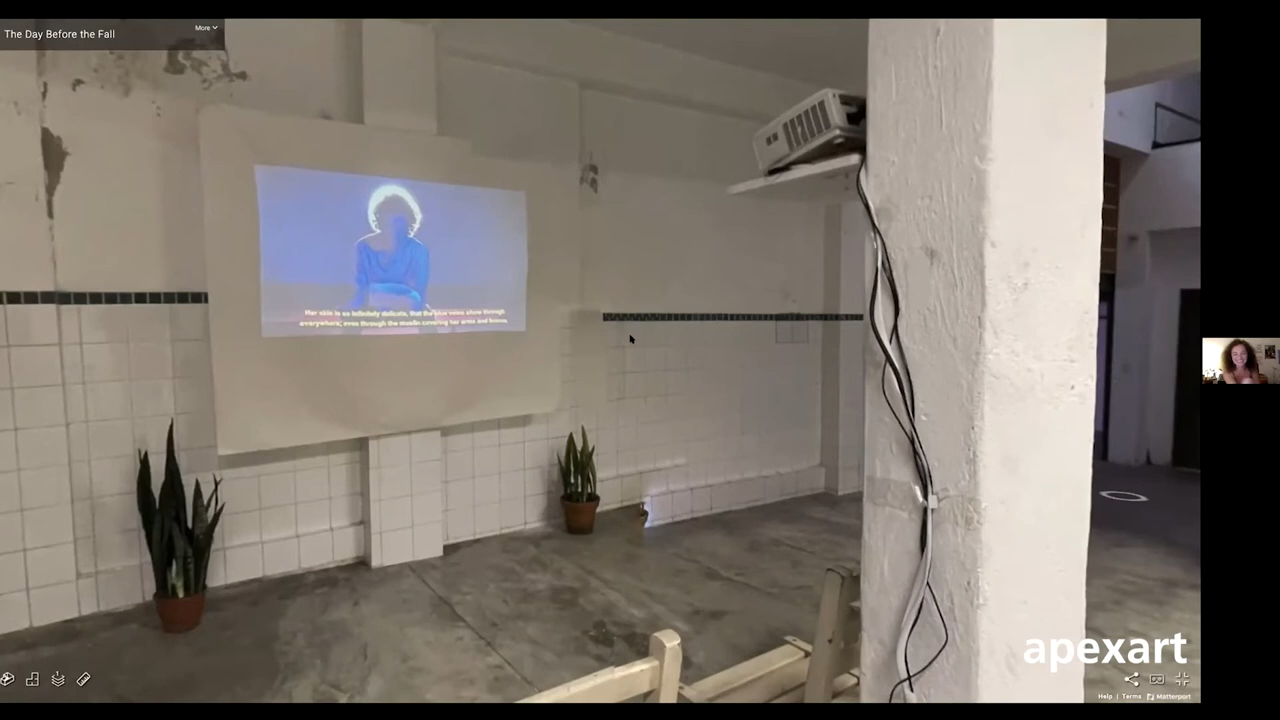 The Day Before the Fall
More
Her skin is so infinitely delicate, that the blue veins show through
everywhere; even through the muslin covering her arms and knees.
apexart
Help | Terms | Matterport